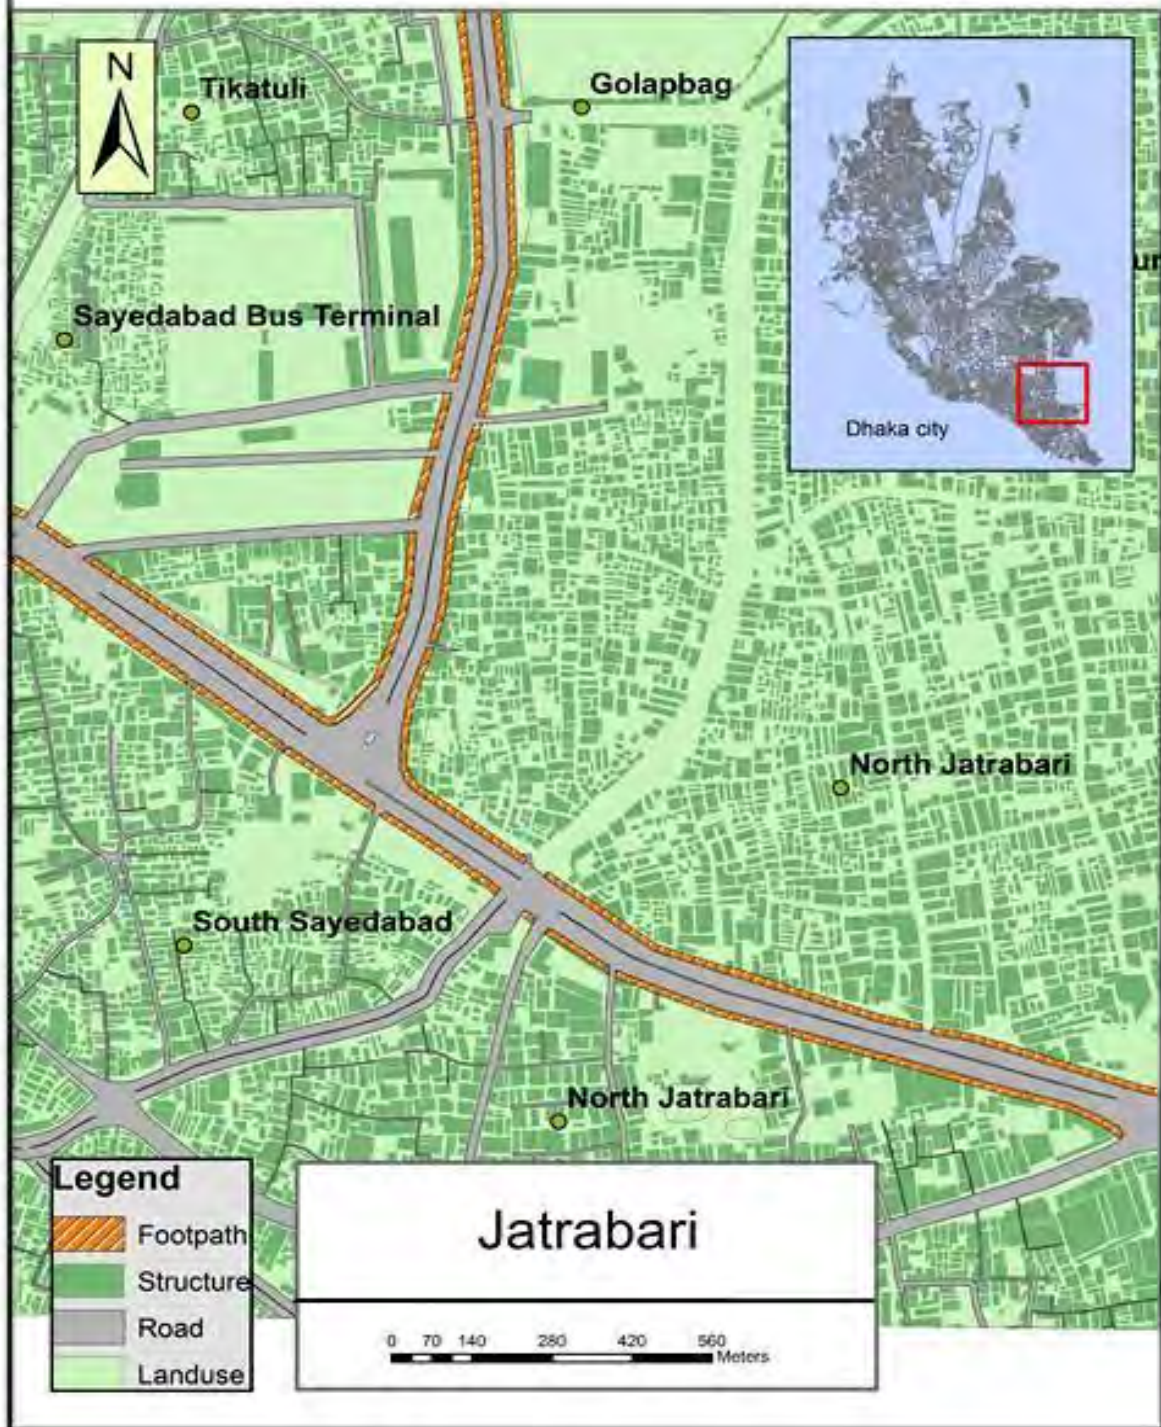 N
Tikatuli
Golapbag
Sayedabad Bus Terminal
ur
Dhaka city
North Jatrabari
South Sayedabad
North Jatrabari
Legend
Footpath
Structure
Road
Landuse
Jatrabari
0 70 140 280 420 560
Meters